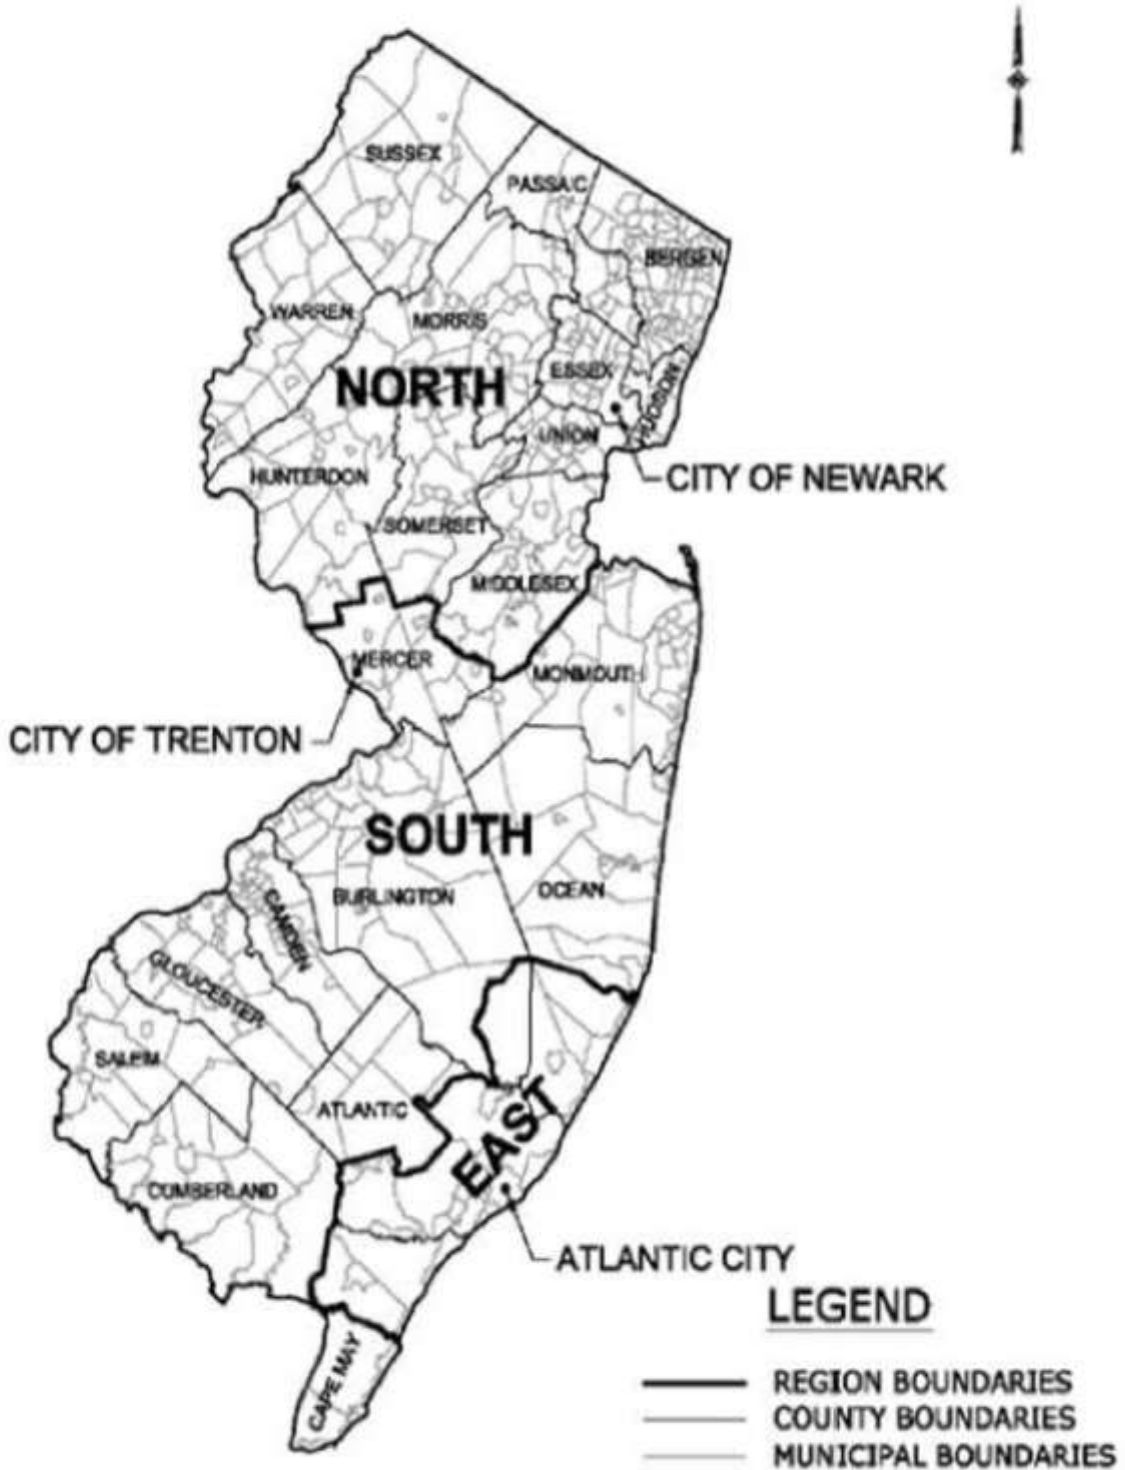 SUSSEX
PASSAIC
BERGEN
WARREN
MORRIS
NORTH
ESSEX
HUDSON
UNION
HUNTERDON
CITY OF NEWARK
SOMERSET
MIDDLESEX
MERCER
MONMOUTH
CITY OF TRENTON
SOUTH
BURLINGTON
OCEAN
CAMDEN
GLOUCESTER
SALEM
ATLANTIC
EAST
CUMBERLAND
ATLANTIC CITY
CAPE MAY
LEGEND
REGION BOUNDARIES
COUNTY BOUNDARIES
MUNICIPAL BOUNDARIES